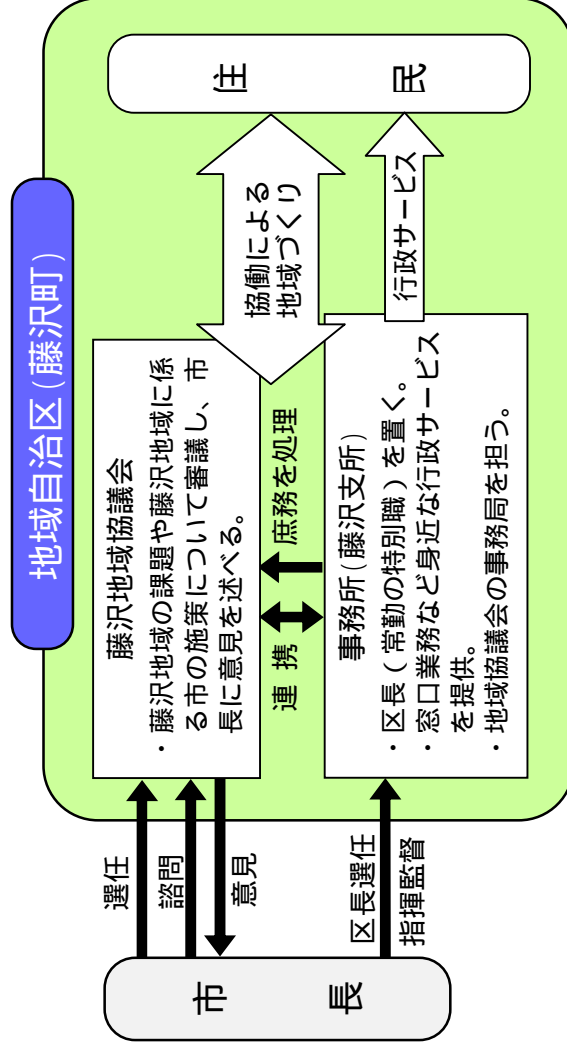 地域自治区(藤沢町)
市長
選任
諮問
意見
区長選任
指揮監督
藤沢地域協議会
・藤沢地域の課題や藤沢地域に係
る市の施策について審議し、市
長に意見を述べる。
連携
庶務を処理
事務所(藤沢支所)
・区長(常勤の特別職)を置く。
・窓口業務など身近な行政サービス
を提供。
・地域協議会の事務局を担う。
協働による
地域づくり
行政サービス
住民